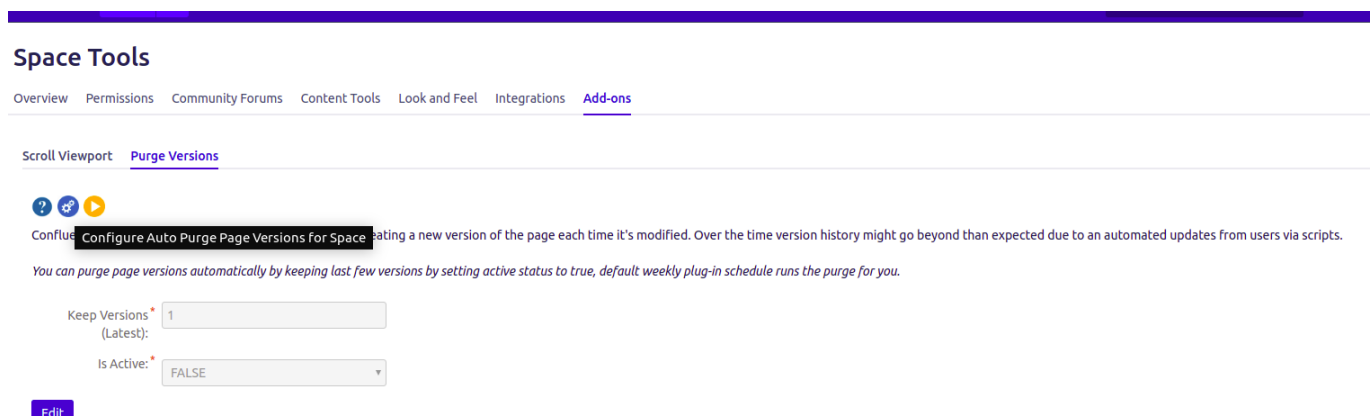 Space Tools
Overview Permissions Community Forums Content Tools Look and Feel Integrations Add-ons
Scroll Viewport Purge Versions
?
Configure Auto Purge Page Versions for Space
Conflue eating a new version of the page each time it's modified. Over the time version history might go beyond than expected due to an automated updates from users via scripts.
You can purge page versions automatically by keeping last few versions by setting active status to true, default weekly plug-in schedule runs the purge for you.
Keep Versions* 1
(Latest):
Is Active:* FALSE
Edit